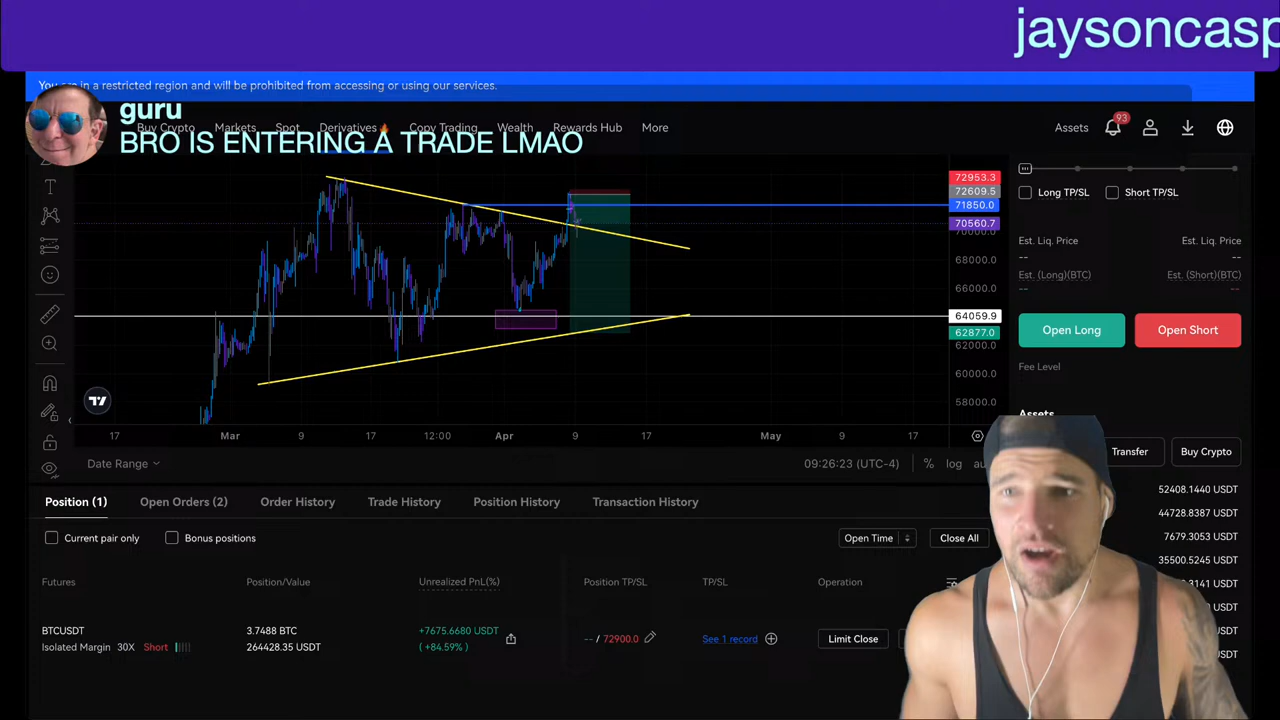 jaysoncasp
You are in a restricted region and will be prohibited from accessing or using our services.
guru
BRO IS ENTERING A TRADE LMAO
Buy Crypto Markets Spot Derivatives🔥 Copy Trading Wealth Rewards Hub More
Assets 93
72953.3
72609.5
71850.0
70560.7
70000.0
68000.0
66000.0
64059.9
62877.0
62000.0
60000.0
58000.0
17 Mar 9 17 12:00 Apr 9 17 May 9 17
Date Range
09:26:23 (UTC-4) % log
Long TP/SL Short TP/SL
Est. Liq. Price Est. Liq. Price
-- --
Est. (Long)(BTC) Est. (Short)(BTC)
-- --
Open Long Open Short
Fee Level
Assets
Transfer Buy Crypto
52408.1440 USDT
44728.8387 USDT
7679.3053 USDT
35500.5245 USDT
.3141 USDT
USDT
USDT
USDT
Position (1) Open Orders (2) Order History Trade History Position History Transaction History
Current pair only Bonus positions
Open Time Close All
Futures Position/Value Unrealized PnL(%) Position TP/SL TP/SL Operation
BTCUSDT 3.7488 BTC +7675.6680 USDT -- / 72900.0 See 1 record Limit Close
Isolated Margin 30X Short 264428.35 USDT ( +84.59% )